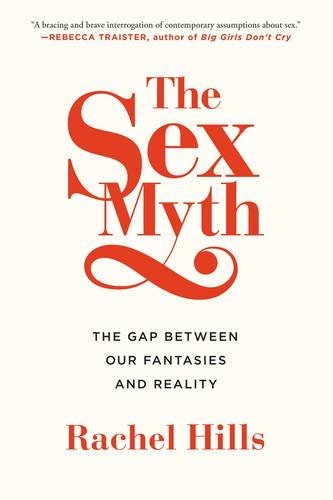 "A bracing and brave interrogation of contemporary assumptions about sex."
—REBECCA TRAISTER, author of Big Girls Don't Cry
The
Sex
Myth
THE GAP BETWEEN
OUR FANTASIES
AND REALITY
Rachel Hills